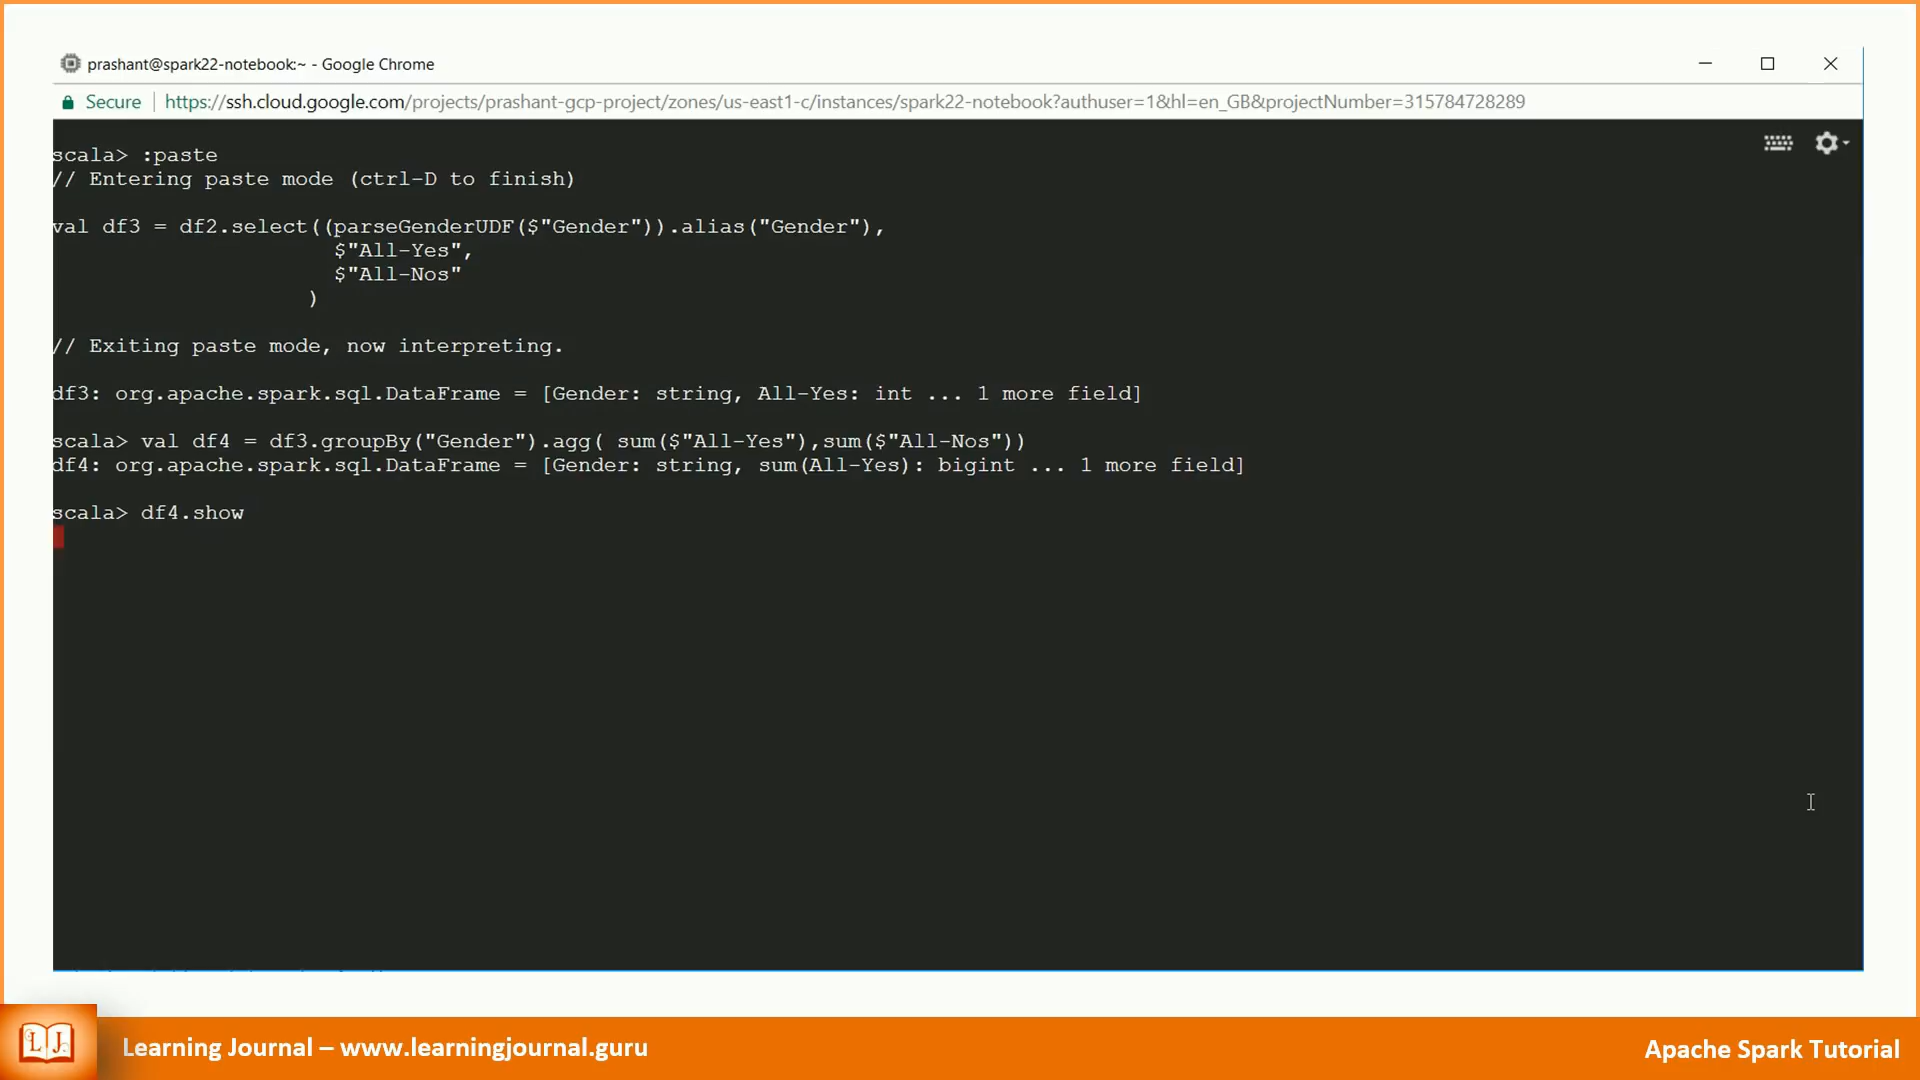 prashant@spark22-notebook:~ - Google Chrome
Secure https://ssh.cloud.google.com/projects/prashant-gcp-project/zones/us-east1-c/instances/spark22-notebook?authuser=1&hl=en_GB&projectNumber=315784728289
scala> :paste
// Entering paste mode (ctrl-D to finish)
val df3 = df2.select((parseGenderUDF($"Gender")).alias("Gender"),
$"All-Yes",
$"All-Nos"
)
// Exiting paste mode, now interpreting.
df3: org.apache.spark.sql.DataFrame = [Gender: string, All-Yes: int ... 1 more field]
scala> val df4 = df3.groupBy("Gender").agg( sum($"All-Yes"),sum($"All-Nos"))
df4: org.apache.spark.sql.DataFrame = [Gender: string, sum(All-Yes): bigint ... 1 more field]
scala> df4.show
LJ
Learning Journal – www.learningjournal.guru
Apache Spark Tutorial